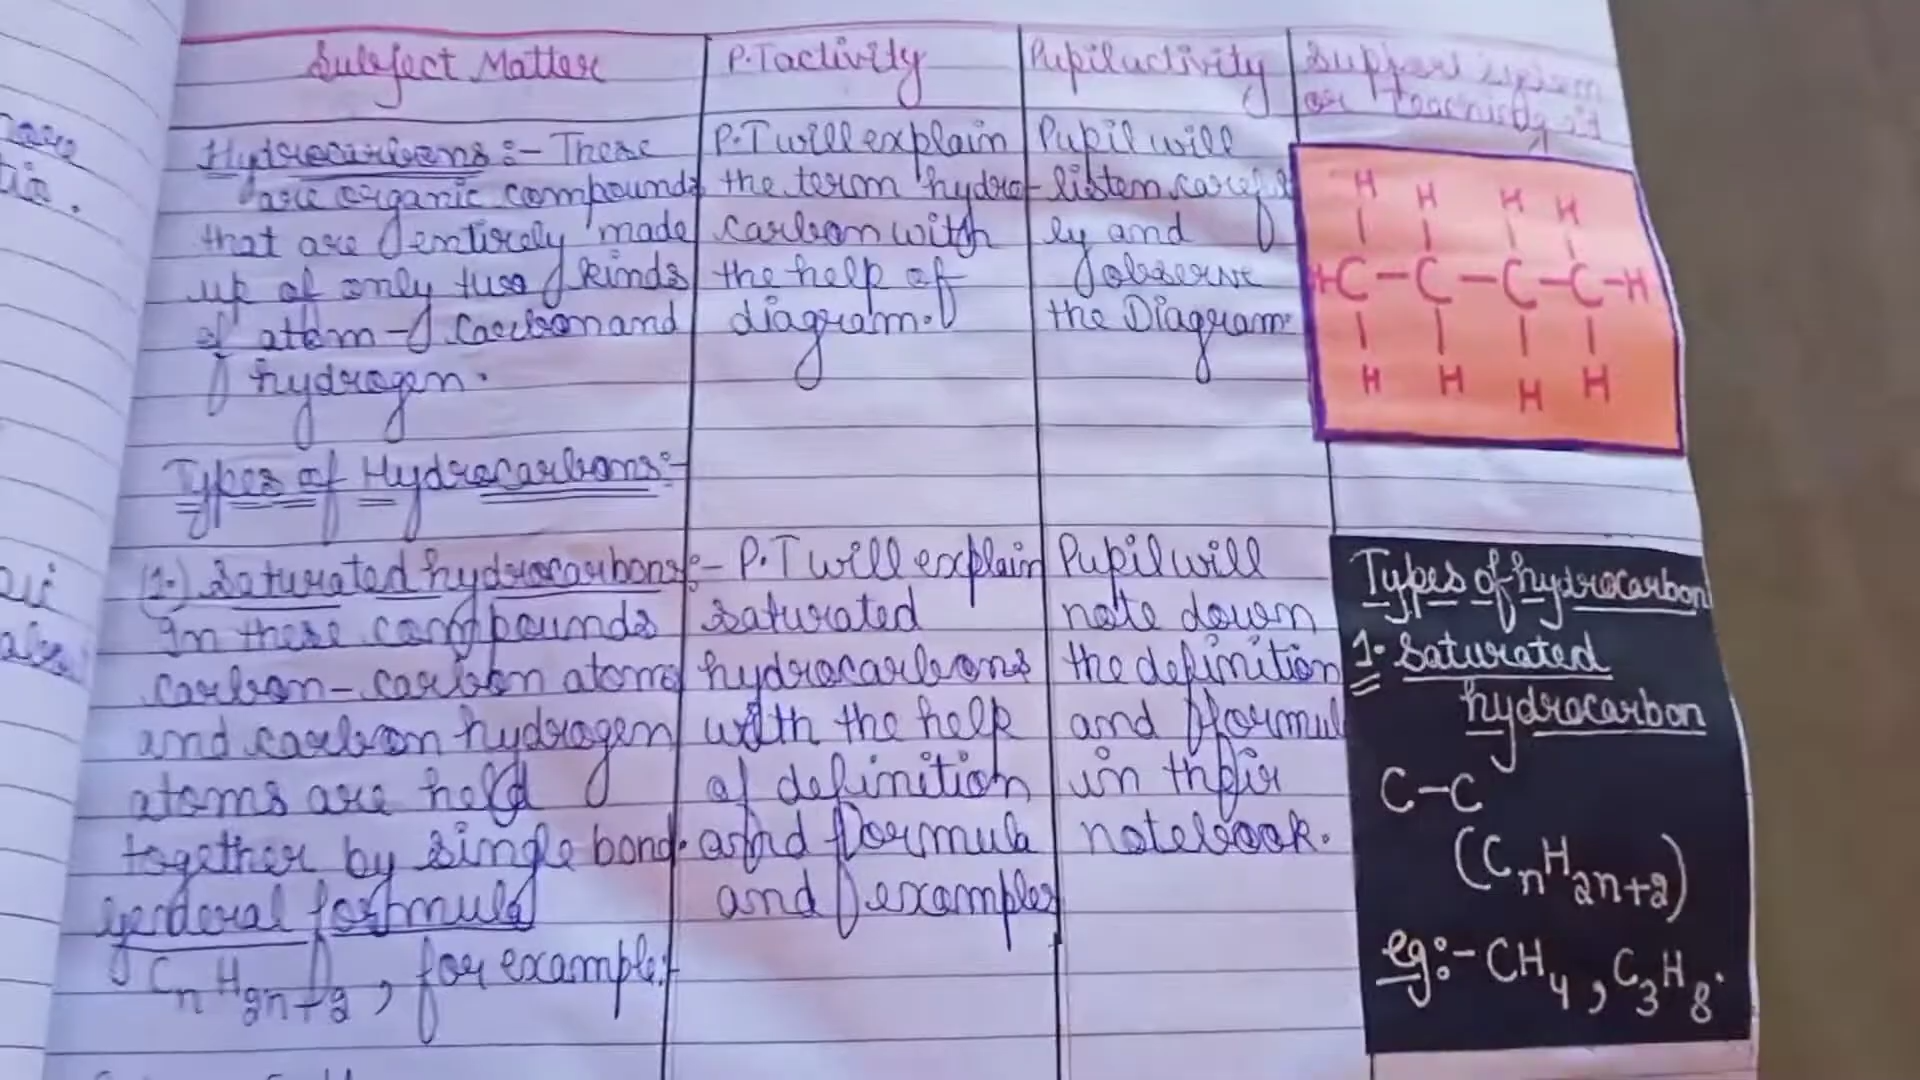 Subject Matter
P.T activity
Pupil activity
Support system
or teaching
Hydrocarbons :- These
are organic compounds
that are entirely made
up of only two kinds
of atom - Carbon and
hydrogen.
P.T will explain
the term hydro-
carbon with
the help of
diagram.
Pupil will
listen careful
ly and
observe
the Diagram.
H H H H
H C - C - C - C - H
H H H H
Types of Hydrocarbons:-
(1.) Saturated hydrocarbons:-
In these compounds
carbon - carbon atoms
and carbon hydrogen
atoms are held
together by single bond.
general formula
CnH2n+2, for example:-
P.T will explain
saturated
hydrocarbons
with the help
of definition
and formula
and examples
Pupil will
note down
the definition
and formul
in their
notebook.
Types of hydrocarbon
1. Saturated
hydrocarbon
C-C
(CnH2n+2)
eg:- CH4, C3H8.